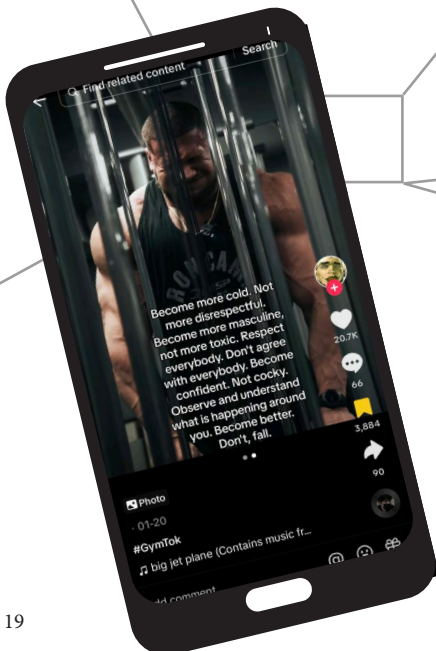 Find related content
Search
Become more cold. Not
more disrespectful.
Become more masculine,
not more toxic. Respect
everybody. Don't agree
with everybody. Become
confident. Not cocky.
Observe and understand
what is happening around
you. Become better.
Don't, fall.
20.7K
66
3,884
90
Photo
· 01-20
#GymTok
big jet plane (Contains music fr...
comment
19